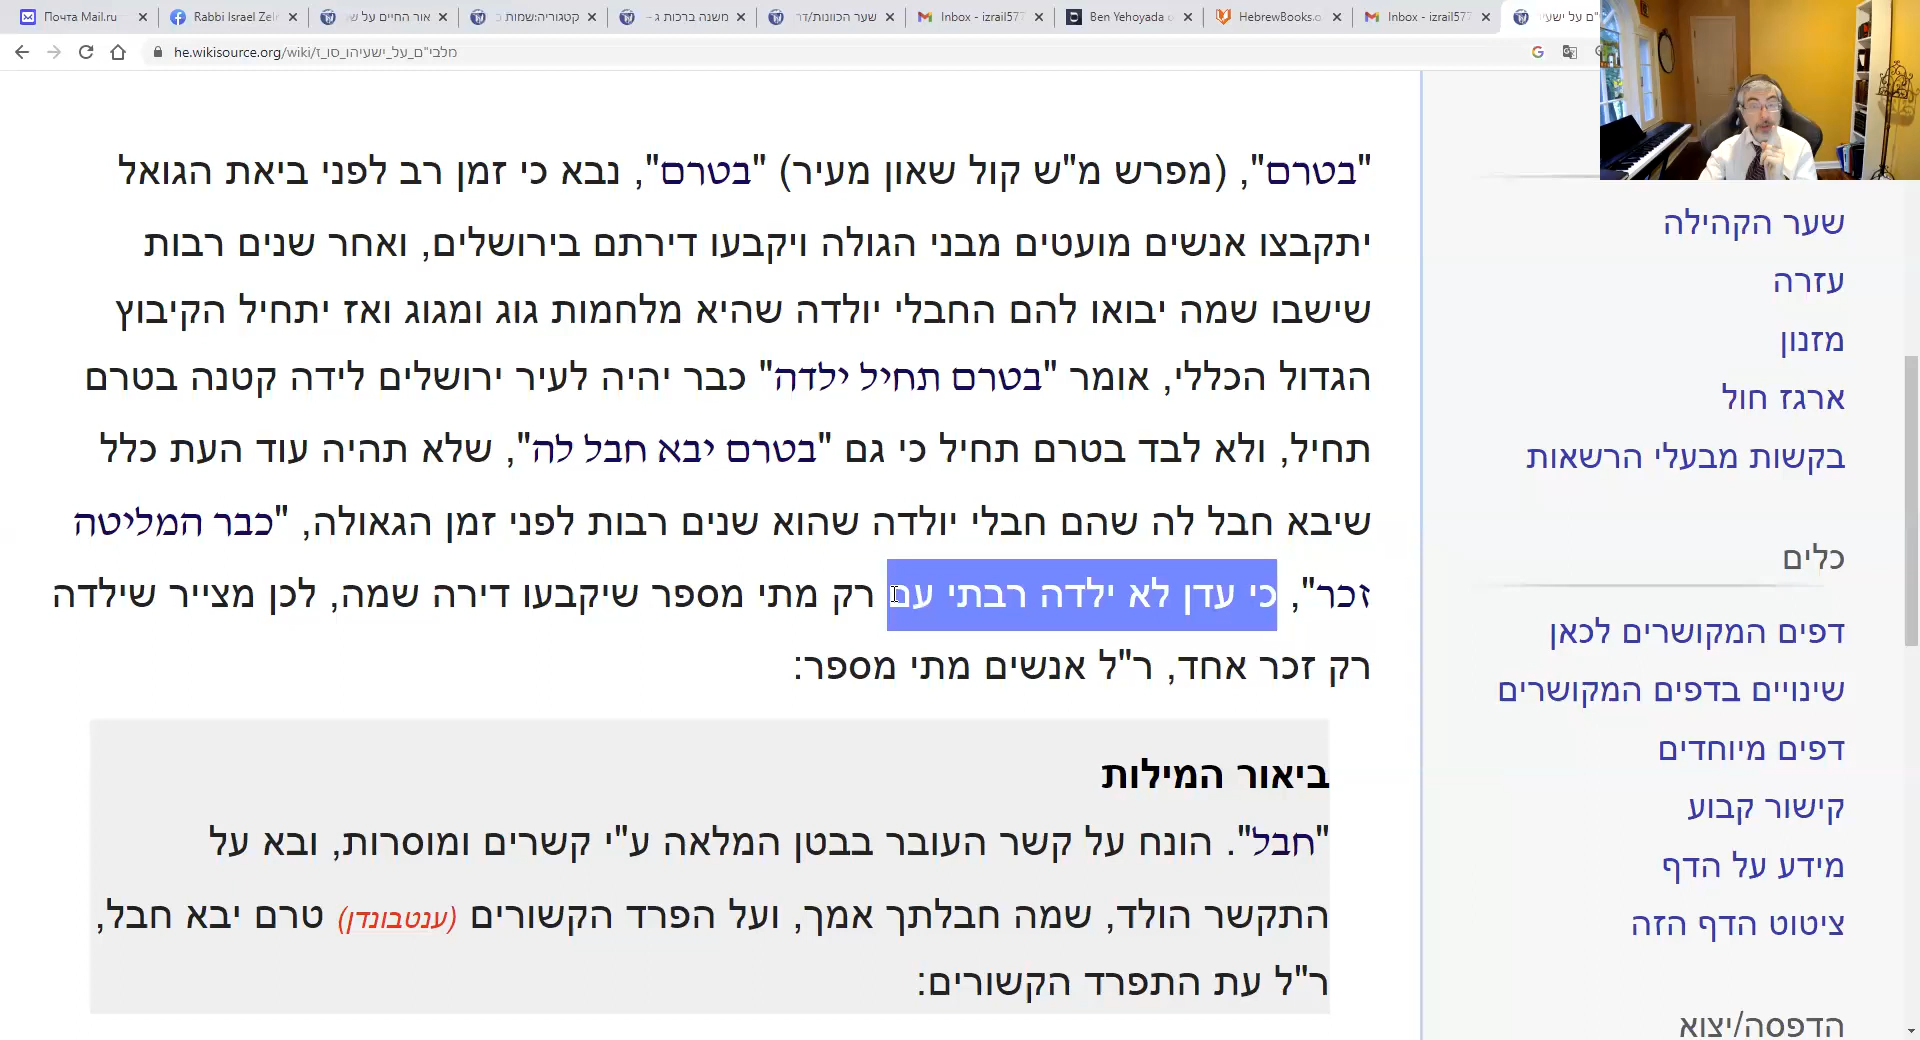 Почта Mail.ru
Rabbi Israel Zel
אור החיים על ש
קטגוריה:שמות כ
משנה ברכות ג –
שער הכוונות/דר
Inbox - izrail577
Ben Yehoyada o
HebrewBooks.o
Inbox - izrail577
ם על ישעי"
he.wikisource.org/wiki/מלבי"ם_על_ישעיהו_סו_ז
"בטרם", (מפרש מ"ש קול שאון מעיר) "בטרם", נבא כי זמן רב לפני ביאת הגואל
יתקבצו אנשים מועטים מבני הגולה ויקבעו דירתם בירושלים, ואחר שנים רבות
שישבו שמה יבואו להם החבלי יולדה שהיא מלחמות גוג ומגוג ואז יתחיל הקיבוץ
הגדול הכללי, אומר "בטרם תחיל ילדה" כבר יהיה לעיר ירושלים לידה קטנה בטרם
תחיל, ולא לבד בטרם תחיל כי גם "בטרם יבא חבל לה", שלא תהיה עוד העת כלל
שיבא חבל לה שהם חבלי יולדה שהוא שנים רבות לפני זמן הגאולה, "כבר המליטה
זכר", כי עדן לא ילדה רבתי עם רק מתי מספר שיקבעו דירה שמה, לכן מצייר שילדה
רק זכר אחד, ר"ל אנשים מתי מספר:
ביאור המילות
"חבל". הונח על קשר העובר בבטן המלאה ע"י קשרים ומוסרות, ובא על
התקשר הולד, שמה חבלתך אמך, ועל הפרד הקשורים (ענטבונדן) טרם יבא חבל,
ר"ל עת התפרד הקשורים:
שער הקהילה
עזרה
מזנון
ארגז חול
בקשות מבעלי הרשאות
כלים
דפים המקושרים לכאן
שינויים בדפים המקושרים
דפים מיוחדים
קישור קבוע
מידע על הדף
ציטוט הדף הזה
הדפסה/יצוא